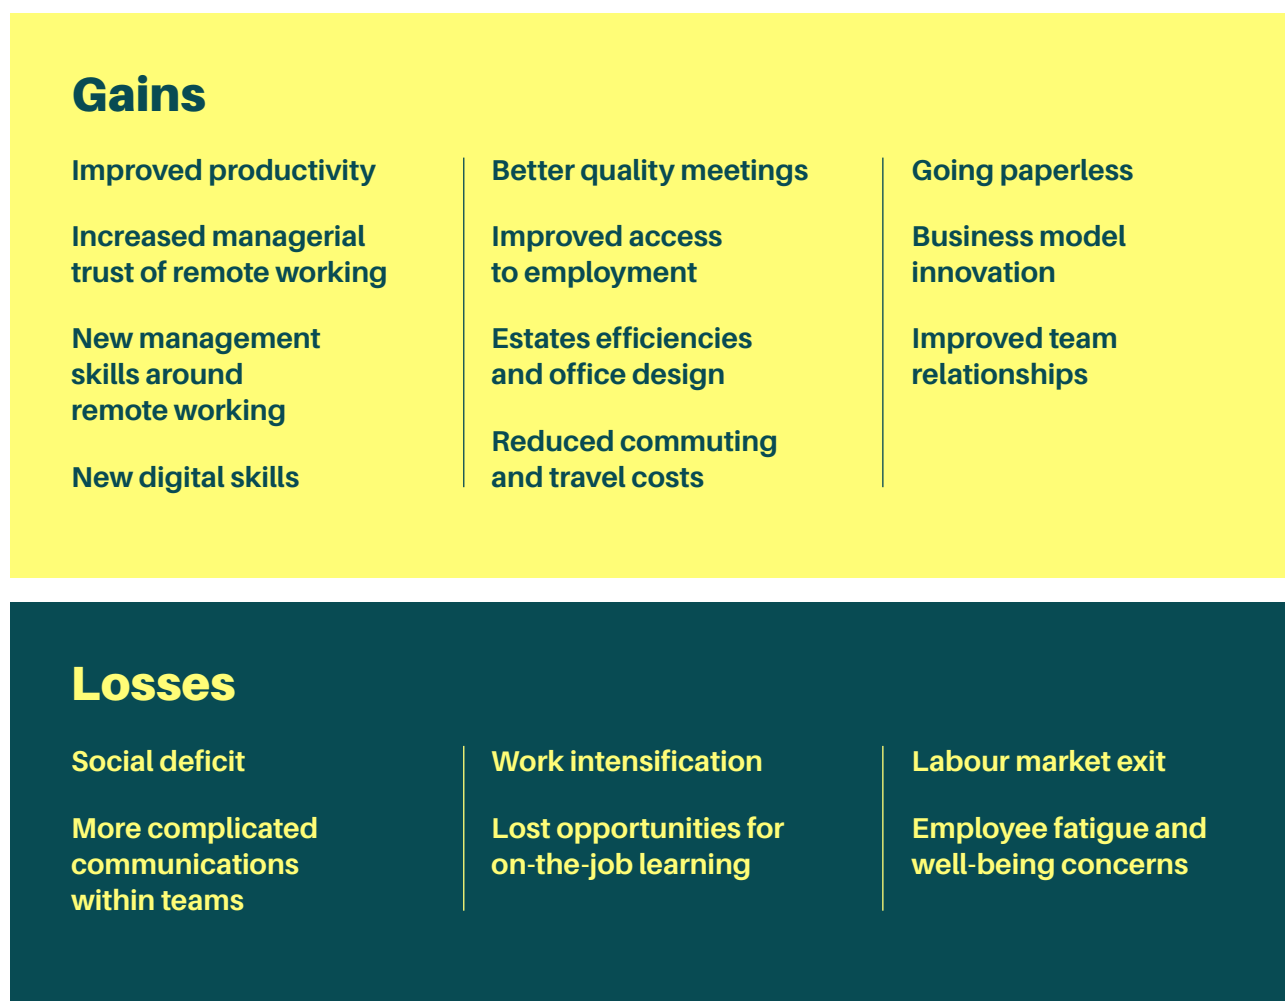 Gains
Improved productivity
Increased managerial
trust of remote working
New management
skills around
remote working
New digital skills
Better quality meetings
Improved access
to employment
Estates efficiencies
and office design
Reduced commuting
and travel costs
Going paperless
Business model
innovation
Improved team
relationships
Losses
Social deficit
More complicated
communications
within teams
Work intensification
Lost opportunities for
on-the-job learning
Labour market exit
Employee fatigue and
well-being concerns